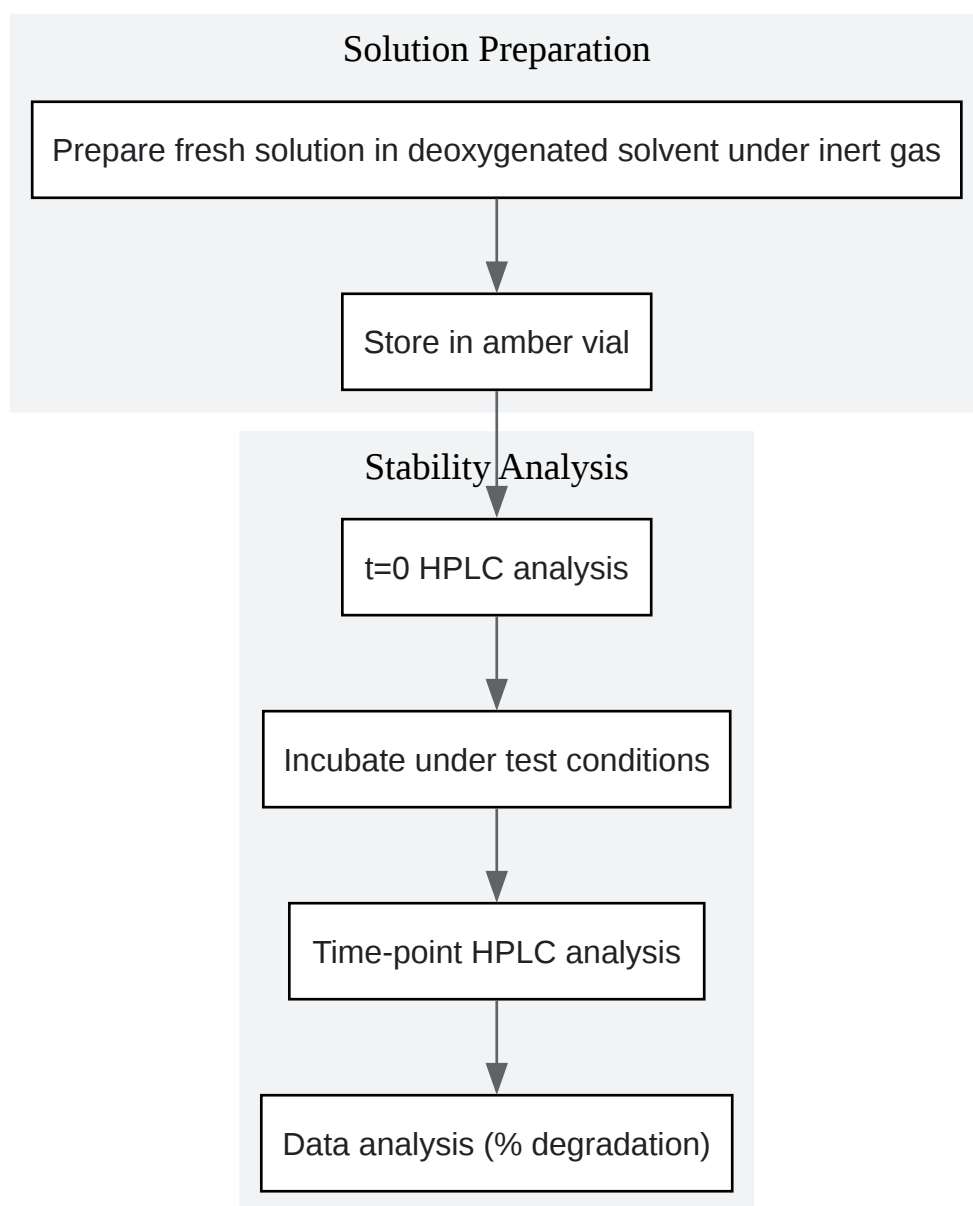 Solution Preparation
Prepare fresh solution in deoxygenated solvent under inert gas
Store in amber vial
Stability Analysis
t=0 HPLC analysis
Incubate under test conditions
Time-point HPLC analysis
Data analysis (% degradation)